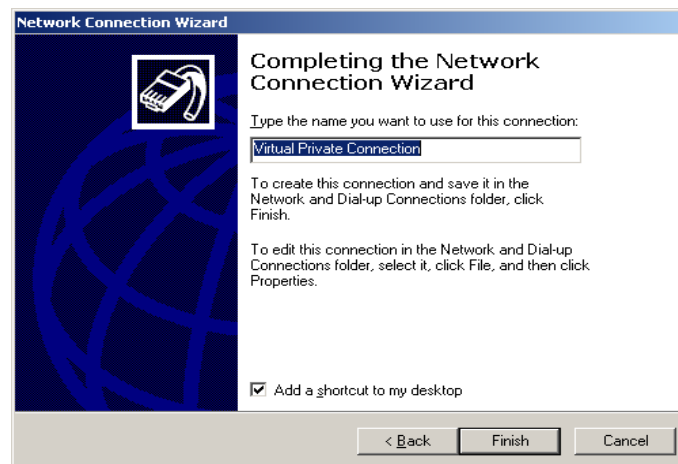 Network Connection Wizard
Completing the Network
Connection Wizard
Type the name you want to use for this connection:
Virtual Private Connection
To create this connection and save it in the
Network and Dial-up Connections folder, click
Finish.
To edit this connection in the Network and Dial-up
Connections folder, select it, click File, and then click
Properties.
Add a shortcut to my desktop
< Back Finish Cancel